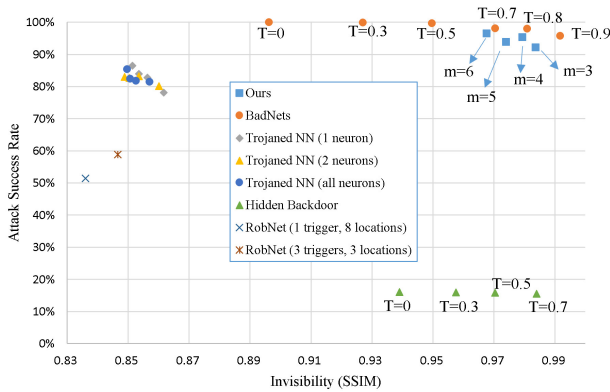 100%
90%
80%
70%
60%
50%
40%
30%
20%
10%
0%
Attack Success Rate
0.83
0.85
0.87
0.89
0.91
0.93
0.95
0.97
0.99
Invisibility (SSIM)
T=0
T=0.3
T=0.5
T=0.7
T=0.8
T=0.9
m=6
m=5
m=4
m=3
Ours
BadNets
Trojaned NN (1 neuron)
Trojaned NN (2 neurons)
Trojaned NN (all neurons)
Hidden Backdoor
RobNet (1 trigger, 8 locations)
RobNet (3 triggers, 3 locations)
T=0
T=0.3
T=0.5
T=0.7